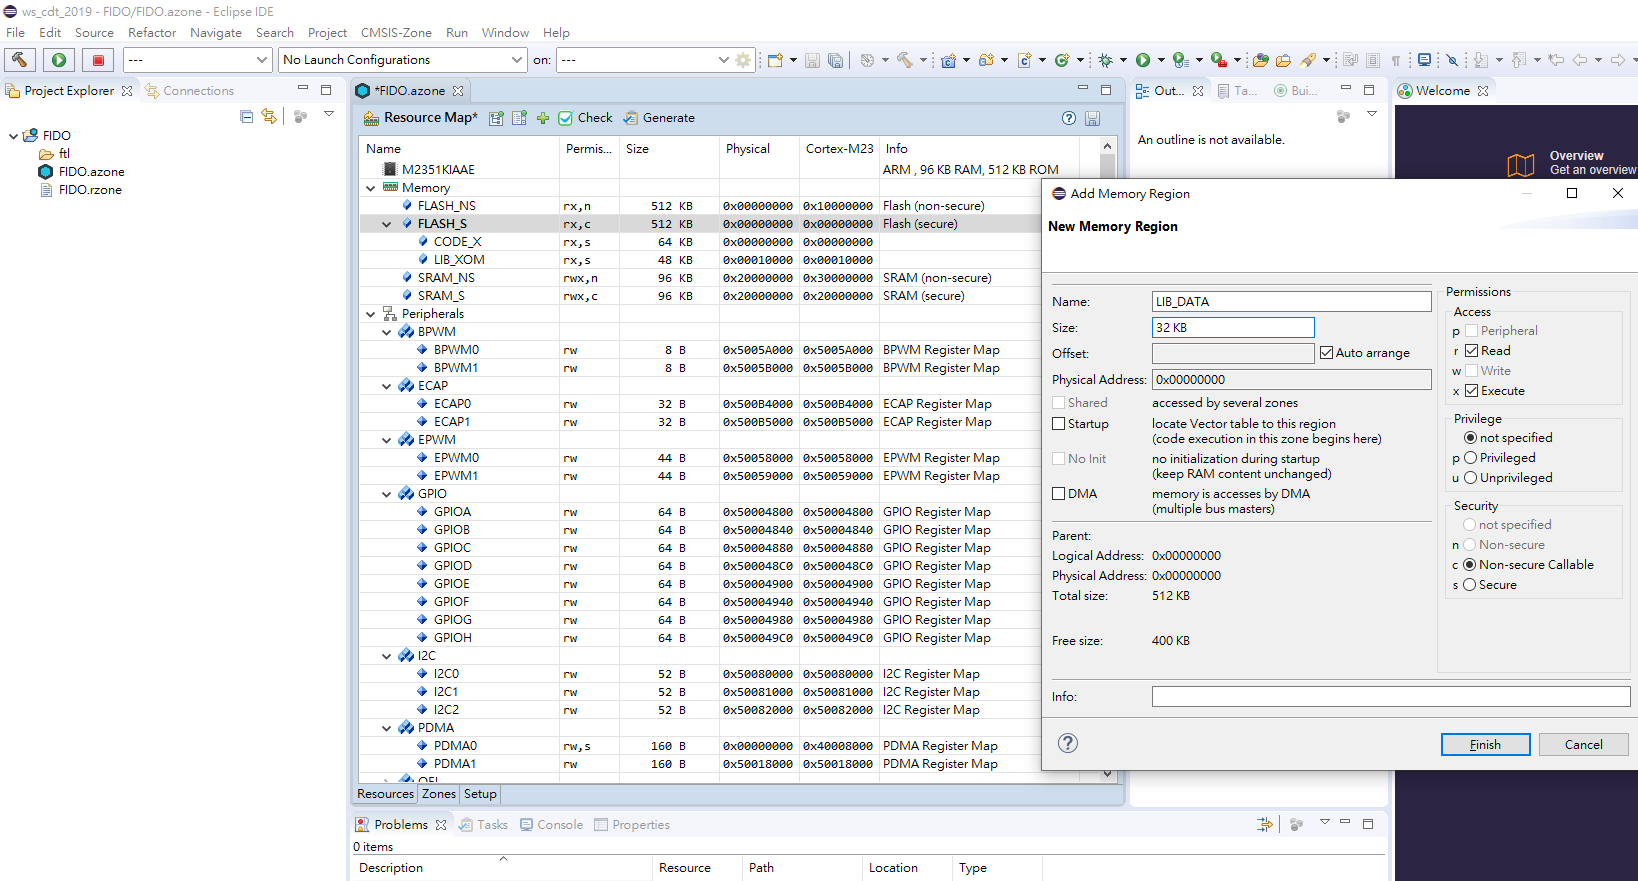 ws_cdt_2019 - FIDO/FIDO.azone - Eclipse IDE
File Edit Source Refactor Navigate Search Project CMSIS-Zone Run Window Help
--- No Launch Configurations on: ---
Project Explorer Connections
FIDO
ftl
FIDO.azone
FIDO.rzone
*FIDO.azone
Resource Map* Check Generate
Name Permis... Size Physical Cortex-M23 Info
M2351KIAAE ARM , 96 KB RAM, 512 KB ROM
Memory
FLASH_NS rx,n 512 KB 0x00000000 0x10000000 Flash (non-secure)
FLASH_S rx,c 512 KB 0x00000000 0x00000000 Flash (secure)
CODE_X rx,s 64 KB 0x00000000 0x00000000
LIB_XOM rx,s 48 KB 0x00010000 0x00010000
SRAM_NS rwx,n 96 KB 0x20000000 0x30000000 SRAM (non-secure)
SRAM_S rwx,c 96 KB 0x20000000 0x20000000 SRAM (secure)
Peripherals
BPWM
BPWM0 rw 8 B 0x5005A000 0x5005A000 BPWM Register Map
BPWM1 rw 8 B 0x5005B000 0x5005B000 BPWM Register Map
ECAP
ECAP0 rw 32 B 0x500B4000 0x500B4000 ECAP Register Map
ECAP1 rw 32 B 0x500B5000 0x500B5000 ECAP Register Map
EPWM
EPWM0 rw 44 B 0x50058000 0x50058000 EPWM Register Map
EPWM1 rw 44 B 0x50059000 0x50059000 EPWM Register Map
GPIO
GPIOA rw 64 B 0x50004800 0x50004800 GPIO Register Map
GPIOB rw 64 B 0x50004840 0x50004840 GPIO Register Map
GPIOC rw 64 B 0x50004880 0x50004880 GPIO Register Map
GPIOD rw 64 B 0x500048C0 0x500048C0 GPIO Register Map
GPIOE rw 64 B 0x50004900 0x50004900 GPIO Register Map
GPIOF rw 64 B 0x50004940 0x50004940 GPIO Register Map
GPIOG rw 64 B 0x50004980 0x50004980 GPIO Register Map
GPIOH rw 64 B 0x500049C0 0x500049C0 GPIO Register Map
I2C
I2C0 rw 52 B 0x50080000 0x50080000 I2C Register Map
I2C1 rw 52 B 0x50081000 0x50081000 I2C Register Map
I2C2 rw 52 B 0x50082000 0x50082000 I2C Register Map
PDMA
PDMA0 rw,s 160 B 0x00000000 0x40008000 PDMA Register Map
PDMA1 rw 160 B 0x50018000 0x50018000 PDMA Register Map
Resources Zones Setup
Problems Tasks Console Properties
0 items
Description Resource Path Location Type
Out... Ta... Bui...
An outline is not available.
Welcome
Overview
Get an overview
Add Memory Region
New Memory Region
Name: LIB_DATA
Size: 32 KB
Offset: Auto arrange
Physical Address: 0x00000000
Shared accessed by several zones
Startup locate Vector table to this region
(code execution in this zone begins here)
No Init no initialization during startup
(keep RAM content unchanged)
DMA memory is accesses by DMA
(multiple bus masters)
Parent:
Logical Address: 0x00000000
Physical Address: 0x00000000
Total size: 512 KB
Free size: 400 KB
Permissions
Access
p Peripheral
r Read
w Write
x Execute
Privilege
not specified
p Privileged
u Unprivileged
Security
not specified
n Non-secure
c Non-secure Callable
s Secure
Info:
Finish Cancel